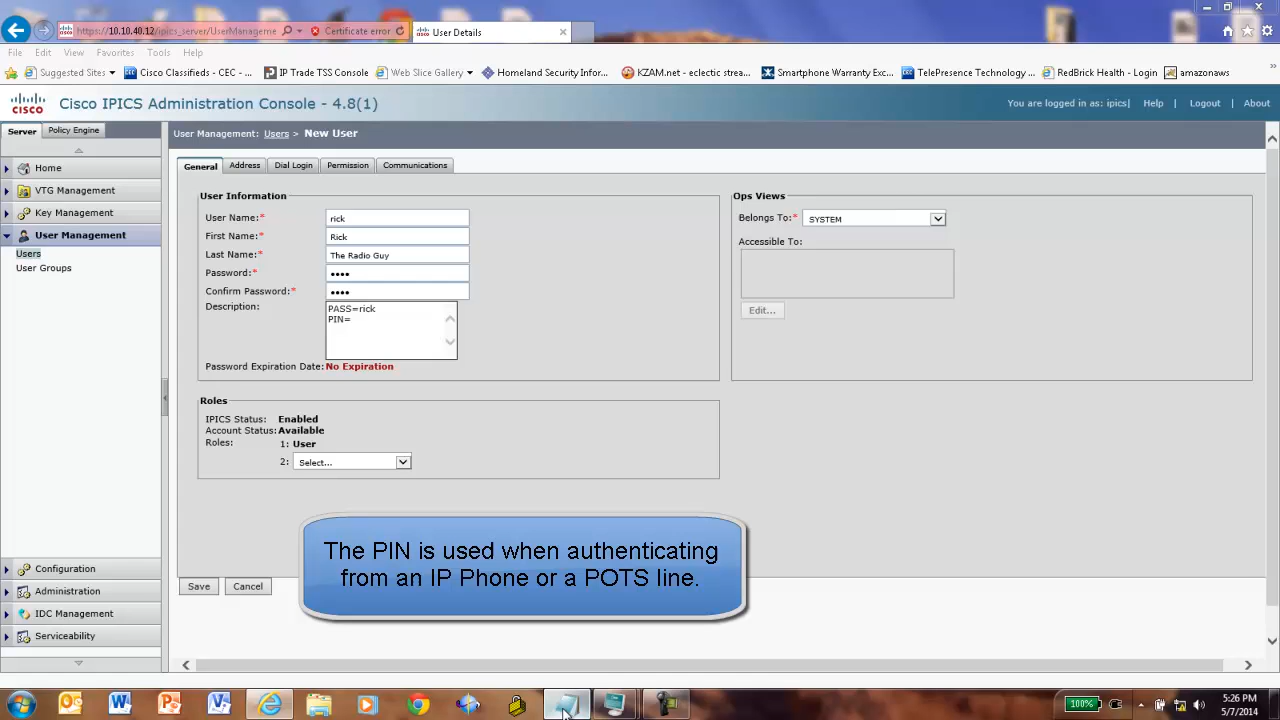 https://10.10.40.12/ipics_server/UserManageme
Certificate error
User Details
File Edit View Favorites Tools Help
Suggested Sites
Cisco Classifieds - CEC - ...
IP Trade TSS Console
Web Slice Gallery
Homeland Security Infor...
KZAM.net - eclectic strea...
Smartphone Warranty Exc...
TelePresence Technology ...
RedBrick Health - Login
amazonaws
CISCO
Cisco IPICS Administration Console - 4.8(1)
You are logged in as: ipics| Help | Logout | About
Server
Policy Engine
User Management: Users > New User
Home
VTG Management
Key Management
User Management
Users
User Groups
Configuration
Administration
IDC Management
Serviceability
General
Address
Dial Login
Permission
Communications
User Information
User Name:* rick
First Name:* Rick
Last Name:* The Radio Guy
Password:* ••••
Confirm Password:* ••••
Description: PASS=rick
PIN=
Password Expiration Date: No Expiration
Ops Views
Belongs To:* SYSTEM
Accessible To:
Edit...
Roles
IPICS Status: Enabled
Account Status: Available
Roles: 1: User
2: Select...
The PIN is used when authenticating
from an IP Phone or a POTS line.
Save
Cancel
100%
5:26 PM
5/7/2014